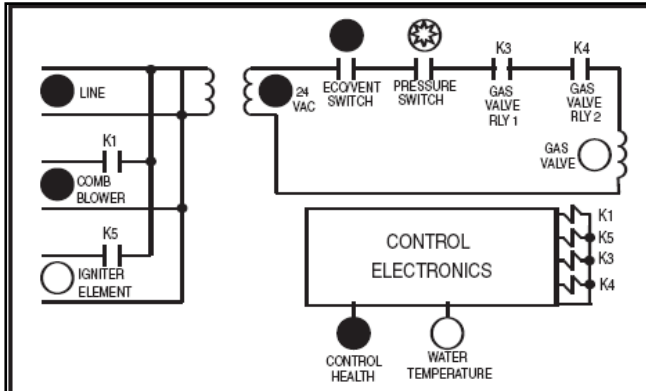 LINE
K1
COMB
BLOWER
K5
IGNITER
ELEMENT
24
VAC
ECO/VENT
SWITCH
PRESSURE
SWITCH
K3
GAS
VALVE
RLY 1
K4
GAS
VALVE
RLY 2
GAS
VALVE
CONTROL
ELECTRONICS
K1
K5
K3
K4
CONTROL
HEALTH
WATER
TEMPERATURE